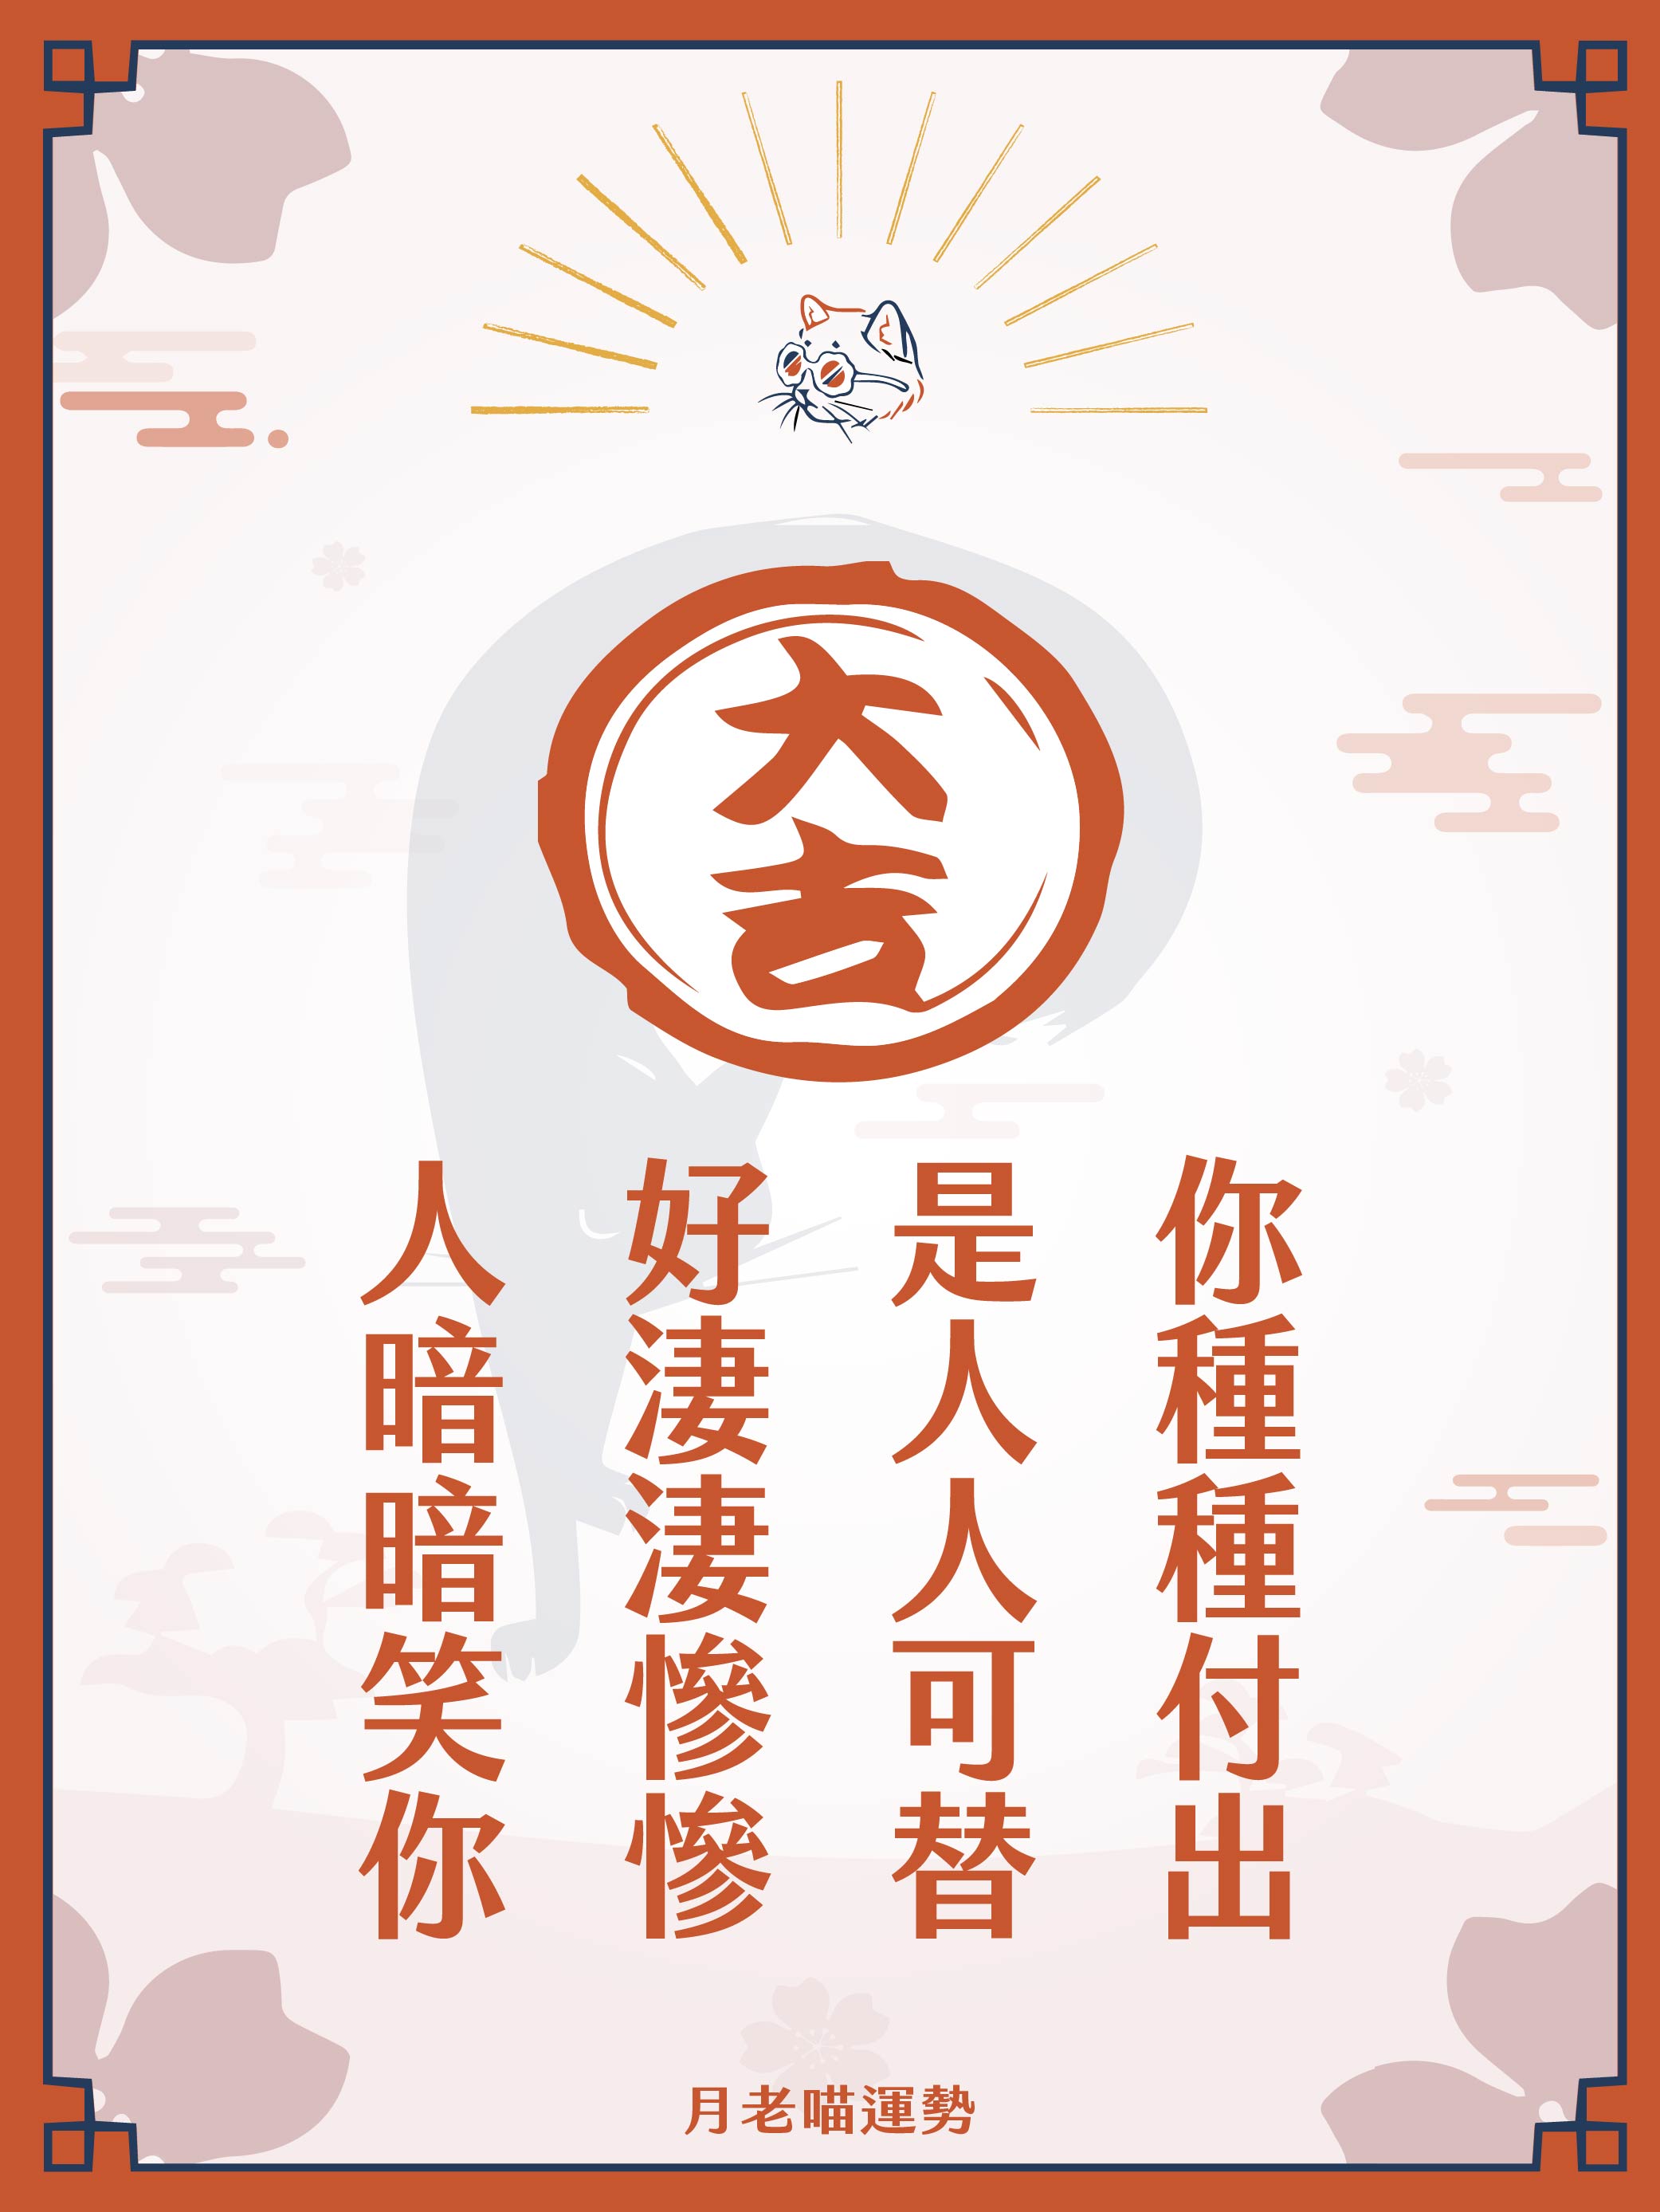 大吉
你種種付出
是人人可替
好淒淒慘慘
人暗暗笑你
月老喵運勢